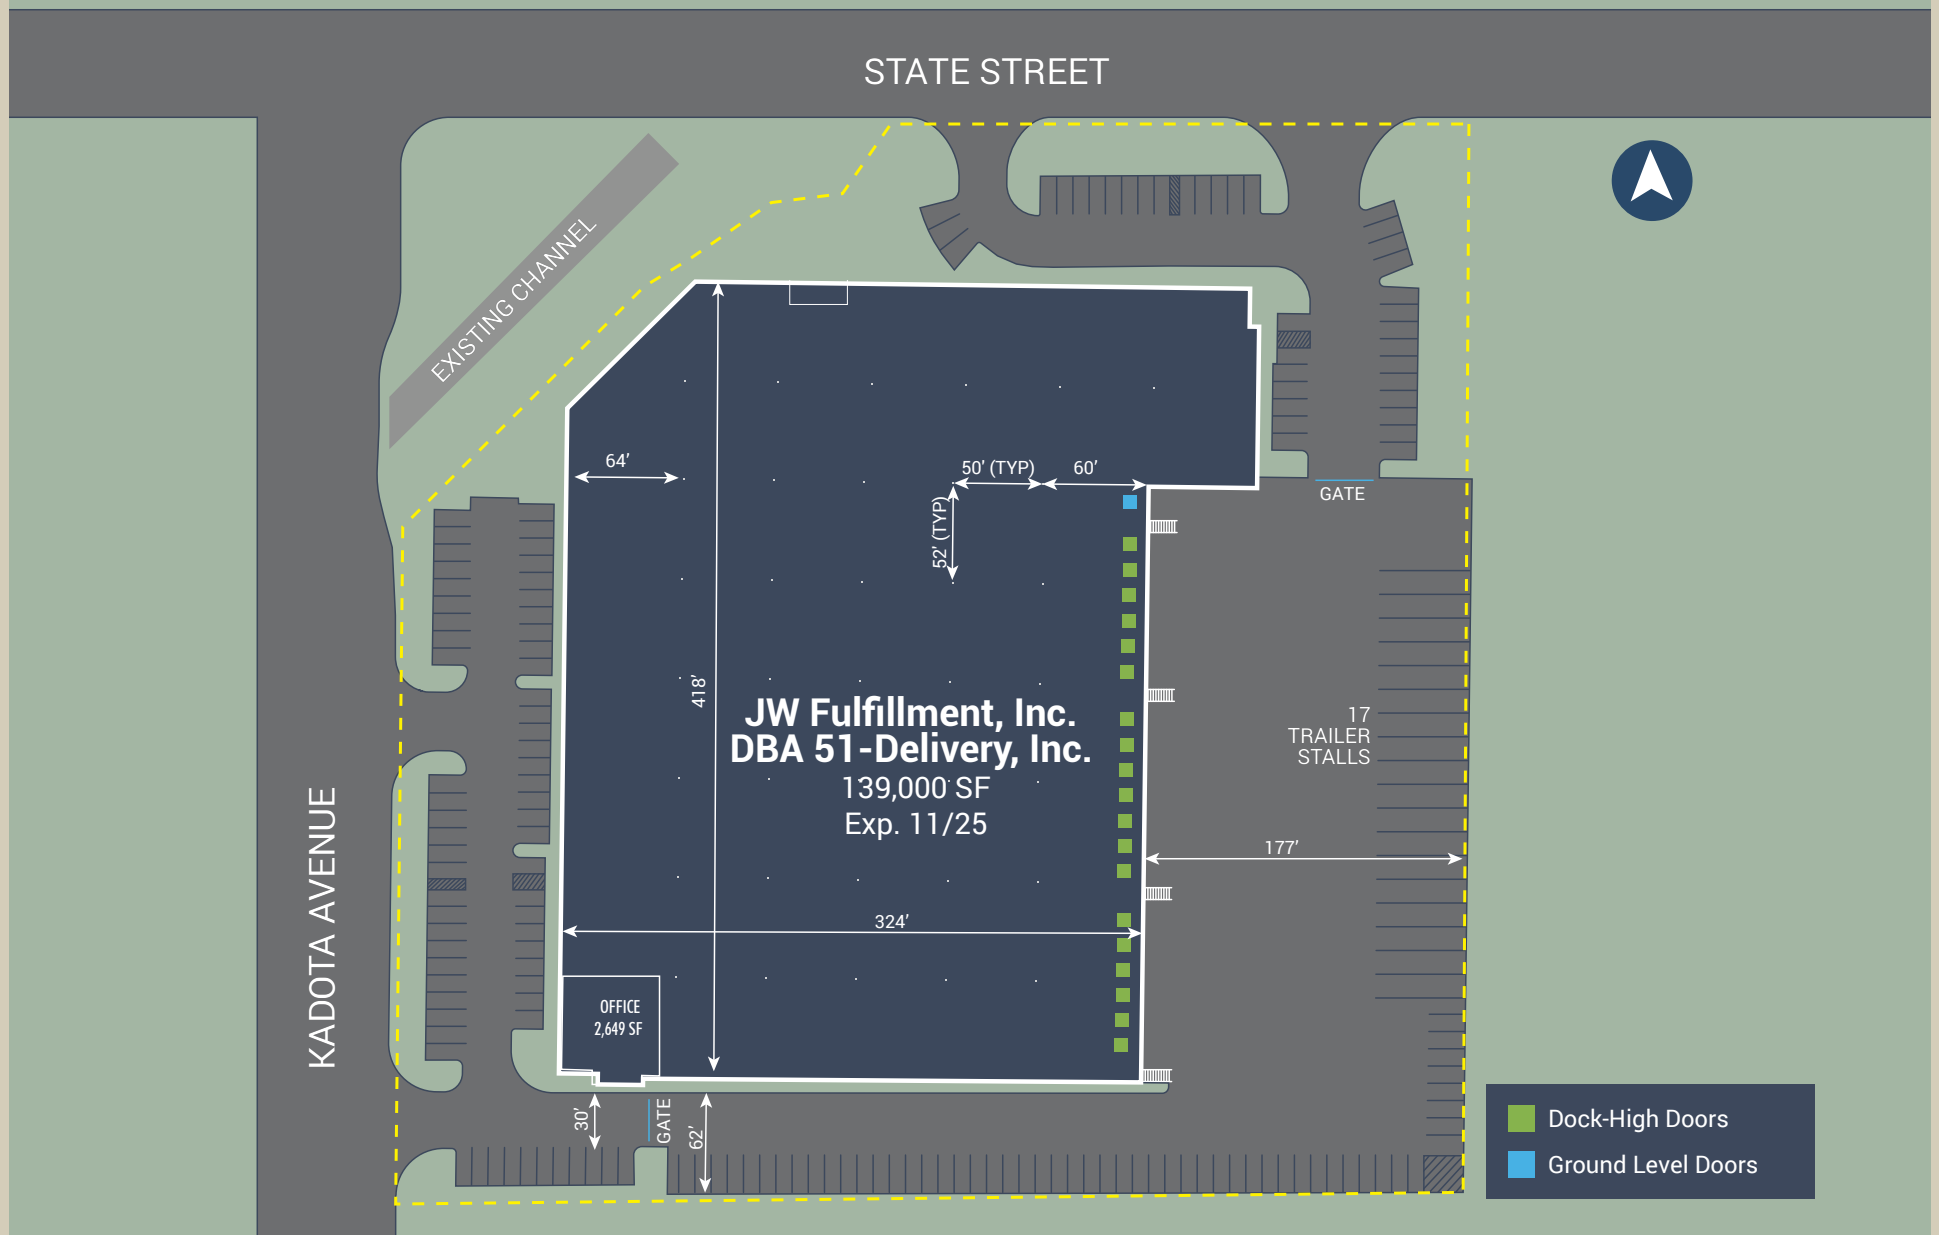 STATE STREET
EXISTING CHANNEL
64’
50’ (TYP)
60’
GATE
52’ (TYP)
418’
JW Fulfillment, Inc.
DBA 51-Delivery, Inc.
139,000 SF
Exp. 11/25
17
TRAILER
STALLS
177’
KADOTA AVENUE
324’
OFFICE
2,649 SF
30’
GATE
62’
Dock-High Doors
Ground Level Doors